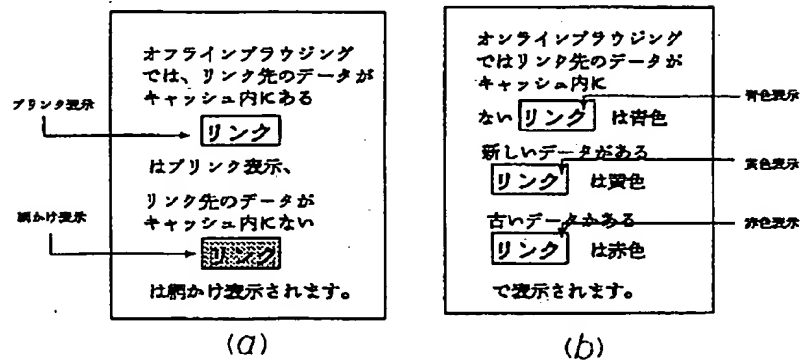 オフラインブラウジング
では、リンク先のデータが
キャッシュ内にある
ブリンク表示
リンク
はブリンク表示、
リンク先のデータが
キャッシュ内にない
網かけ表示
リンク
は網かけ表示されます。
(a)
オンラインブラウジング
ではリンク先のデータが
キャッシュ内に
青色表示
ない リンク は青色
新しいデータがある
黄色表示
リンク は黄色
古いデータがある
赤色表示
リンク は赤色
で表示されます。
(b)